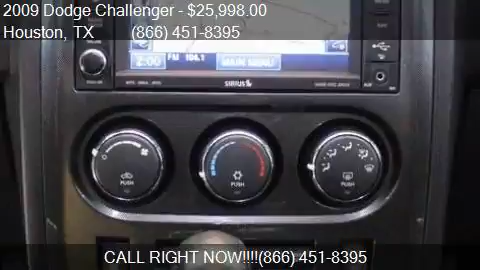 2009 Dodge Challenger - $25,998.00
Houston, TX (866) 451-8395
2:00 FM 104.1 MAIN MENU
SIRIUS
PUSH PUSH PUSH
CALL RIGHT NOW!!!!(866) 451-8395